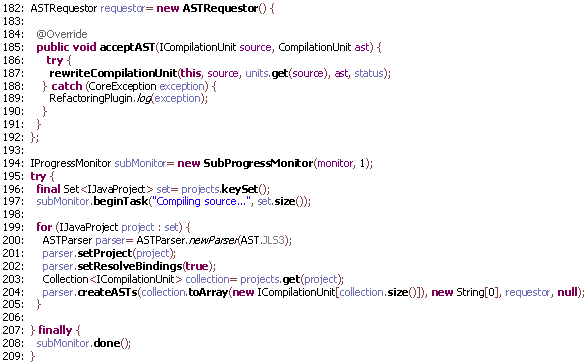 182: ASTRequestor requestor= new ASTRequestor() {
183:
184: @Override
185: public void acceptAST(ICompilationUnit source, CompilationUnit ast) {
186: try {
187: rewriteCompilationUnit(this, source, units.get(source), ast, status);
188: } catch (CoreException exception) {
189: RefactoringPlugin.log(exception);
190: }
191: }
192: };
193:
194: IProgressMonitor subMonitor= new SubProgressMonitor(monitor, 1);
195: try {
196: final Set<IJavaProject> set= projects.keySet();
197: subMonitor.beginTask("Compiling source...", set.size());
198:
199: for (IJavaProject project : set) {
200: ASTParser parser= ASTParser.newParser(AST.JLS3);
201: parser.setProject(project);
202: parser.setResolveBindings(true);
203: Collection<ICompilationUnit> collection= projects.get(project);
204: parser.createASTs(collection.toArray(new ICompilationUnit[collection.size()]), new String[0], requestor, null);
205: }
206:
207: } finally {
208: subMonitor.done();
209: }